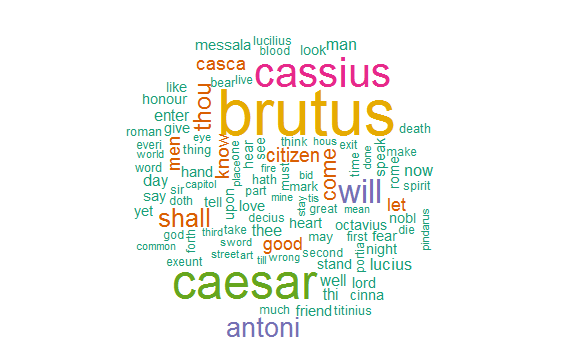 messala lucilius
blood look man
casca cassius
like bear live
honour thou brutus
enter
roman give eye death
everi men know hear see think hous exit make
world thing citizen time done speak
word hand placeone fire must come rome now
day capitol hath bid Emark will spirit
say sir part mine stay tis let
yet doth tell upon love great mean
shall decius heart octavius nobl
god third take thee may first fear die pindarus
forth sword good second portia night
common street art till wrong stand lucius
exeunt caesar well lord
thi cinna
much friend titinius
antoni